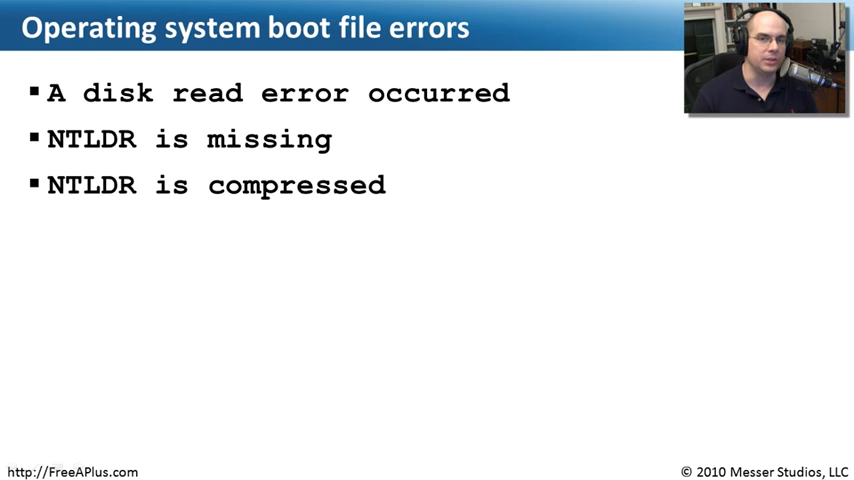 Operating system boot file errors
A disk read error occurred
NTLDR is missing
NTLDR is compressed
http://FreeAPlus.com
© 2010 Messer Studios, LLC